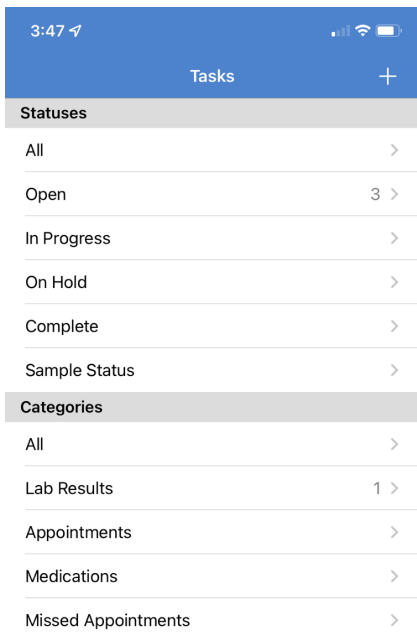 3:47
Tasks
Statuses
All
Open 3
In Progress
On Hold
Complete
Sample Status
Categories
All
Lab Results 1
Appointments
Medications
Missed Appointments